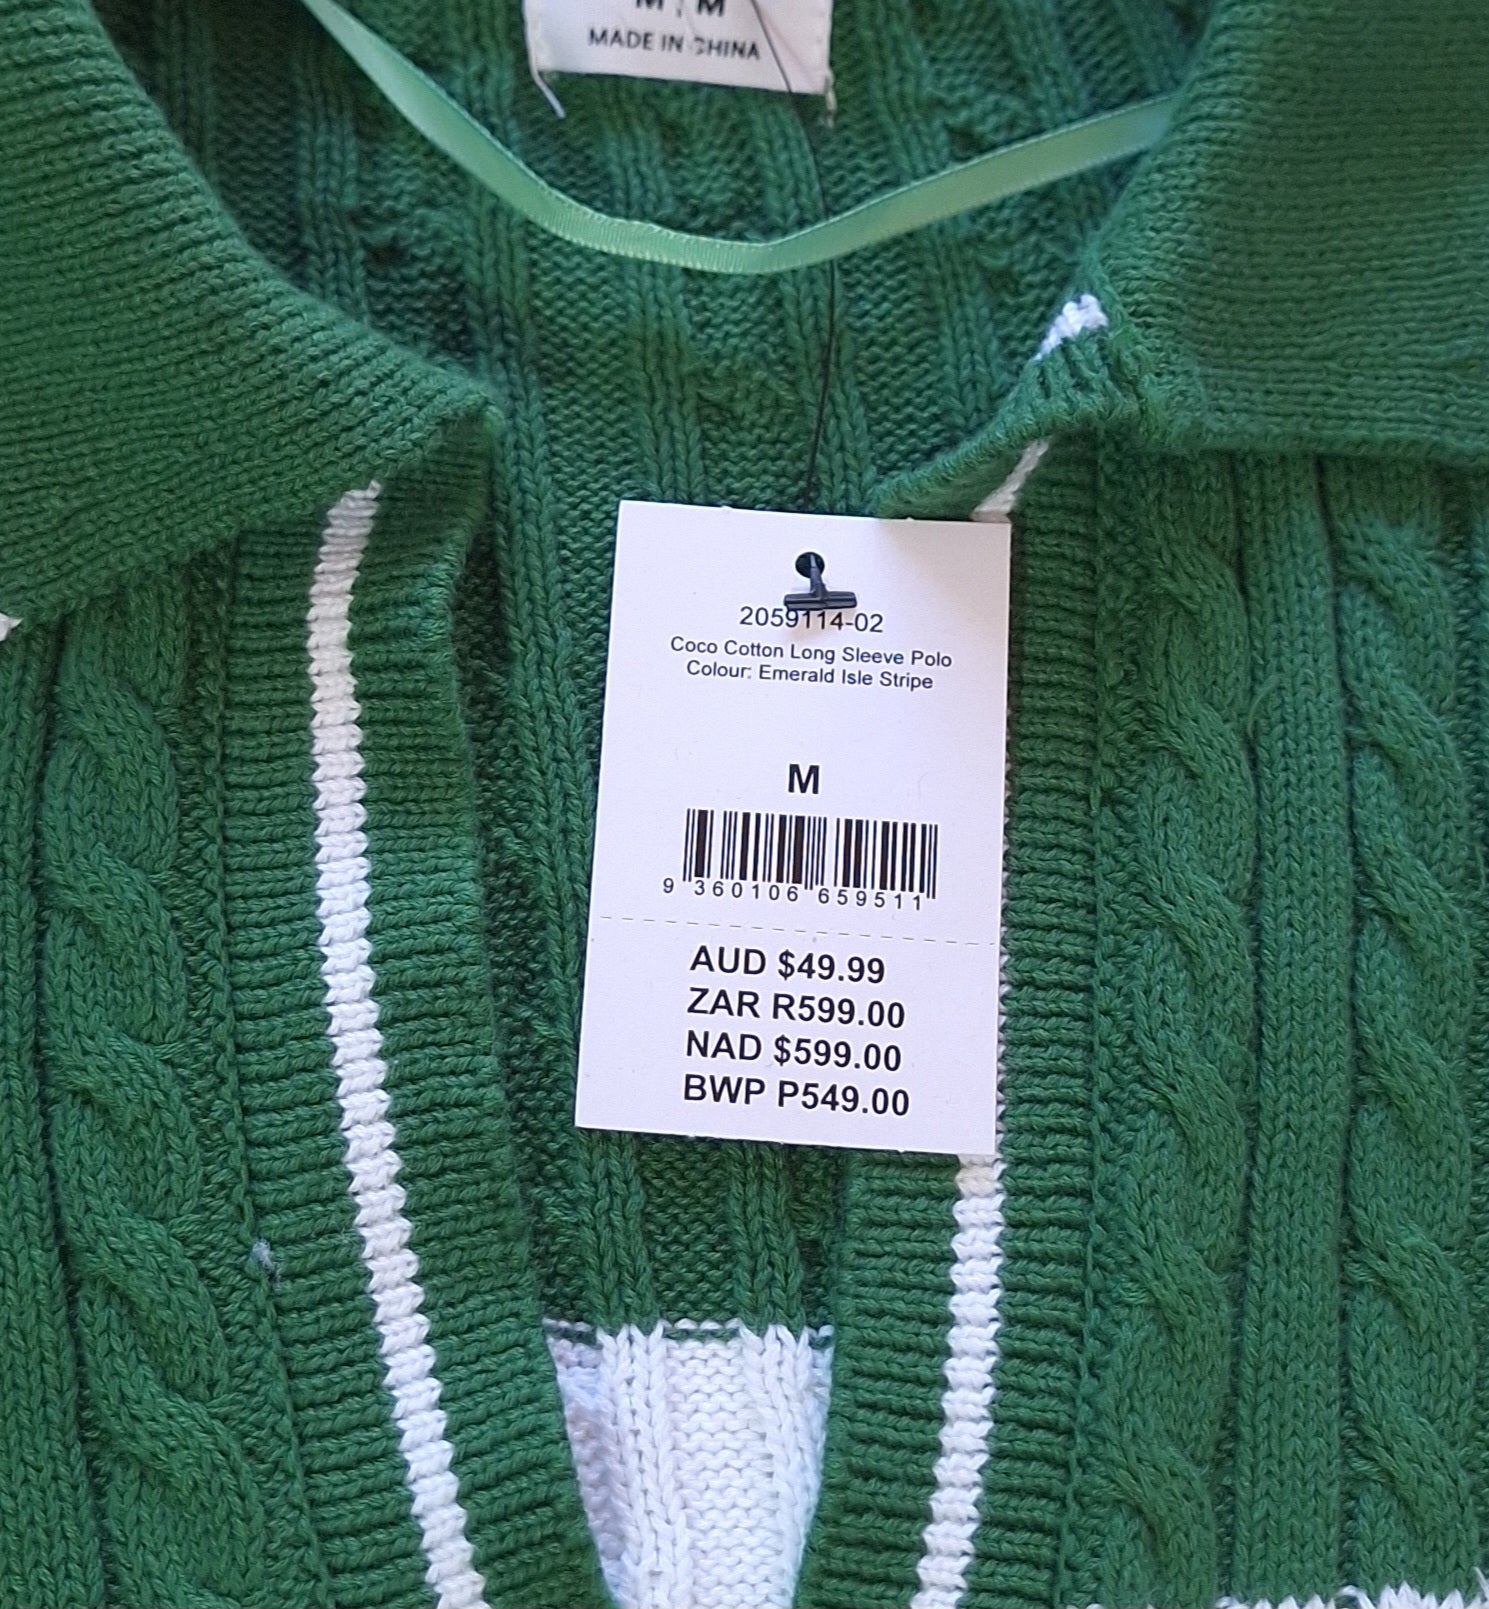 M : M
MADE IN CHINA
2059114-02
Coco Cotton Long Sleeve Polo
Colour: Emerald Isle Stripe
M
9 360106 659511
AUD $49.99
ZAR R599.00
NAD $599.00
BWP P549.00